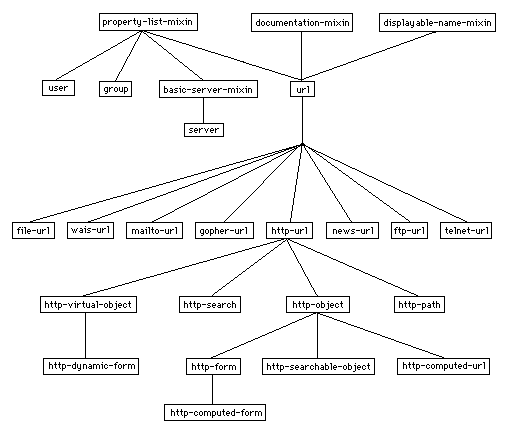 property-list-mixin
documentation-mixin
displayable-name-mixin
user
group
basic-server-mixin
url
server
file-url
wais-url
mailto-url
gopher-url
http-url
news-url
ftp-url
telnet-url
http-virtual-object
http-search
http-object
http-path
http-dynamic-form
http-form
http-searchable-object
http-computed-url
http-computed-form